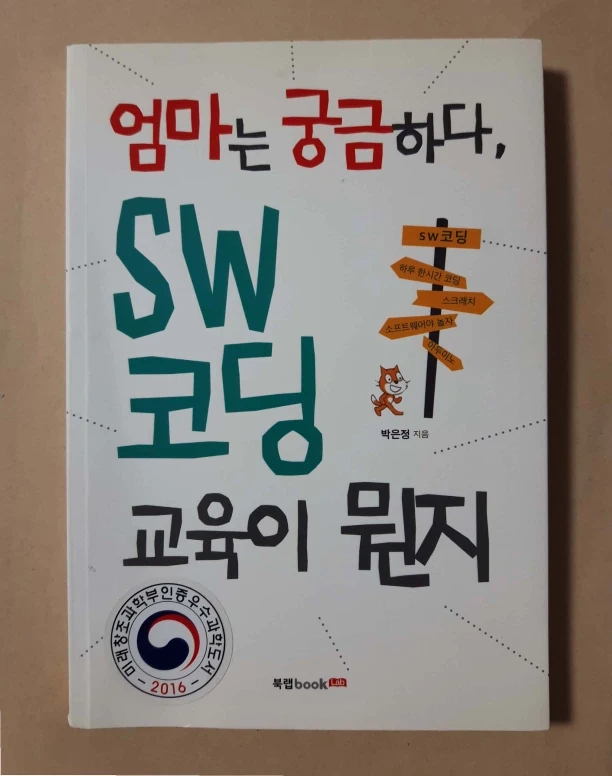 엄마는 궁금하다,
SW
코딩
교육이 뭔지
sw코딩
하루 한시간 코딩
스크래치
소프트웨어야 놀자
아두이노
박은정 지음
미래창조과학부인증우수과학도서
2016
북랩book Lab